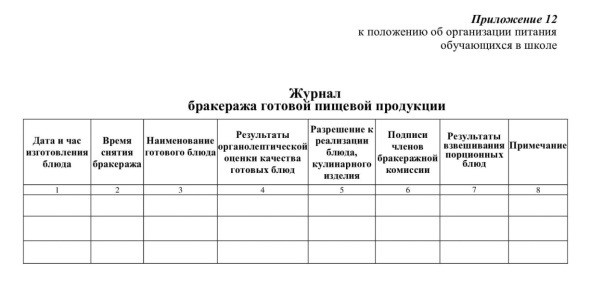 Приложение 12
к положению об организации питания
обучающихся в школе
Журнал
бракеража готовой пищевой продукции
Дата и час
изготовления
блюда
Время
снятия
бракеража
Наименование
готового блюда
Результаты
органолептической
оценки качества
готовых блюд
Разрешение к
реализации
блюда,
кулинарного
изделия
Подписи
членов
бракеражной
комиссии
Результаты
взвешивания
порционных
блюд
Примечание
1
2
3
4
5
6
7
8